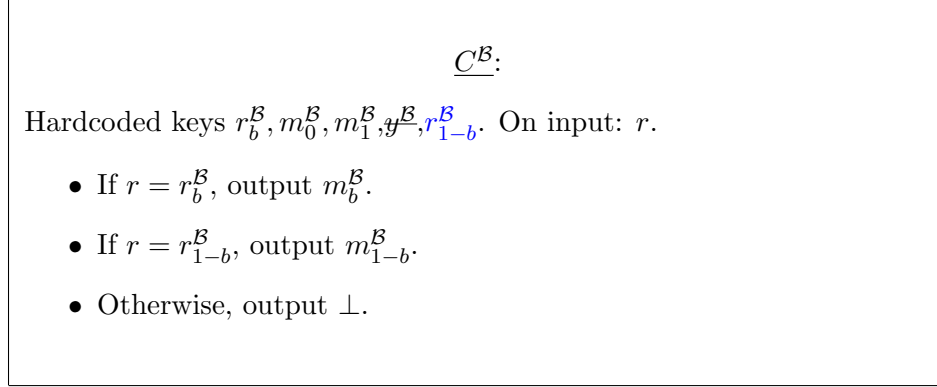 C^ℬ:
Hardcoded keys r_b^ℬ, m_0^ℬ, m_1^ℬ,y^ℬ,r_{1−b}^ℬ. On input: r.
• If r = r_b^ℬ, output m_b^ℬ.
• If r = r_{1−b}^ℬ, output m_{1−b}^ℬ.
• Otherwise, output ⊥.